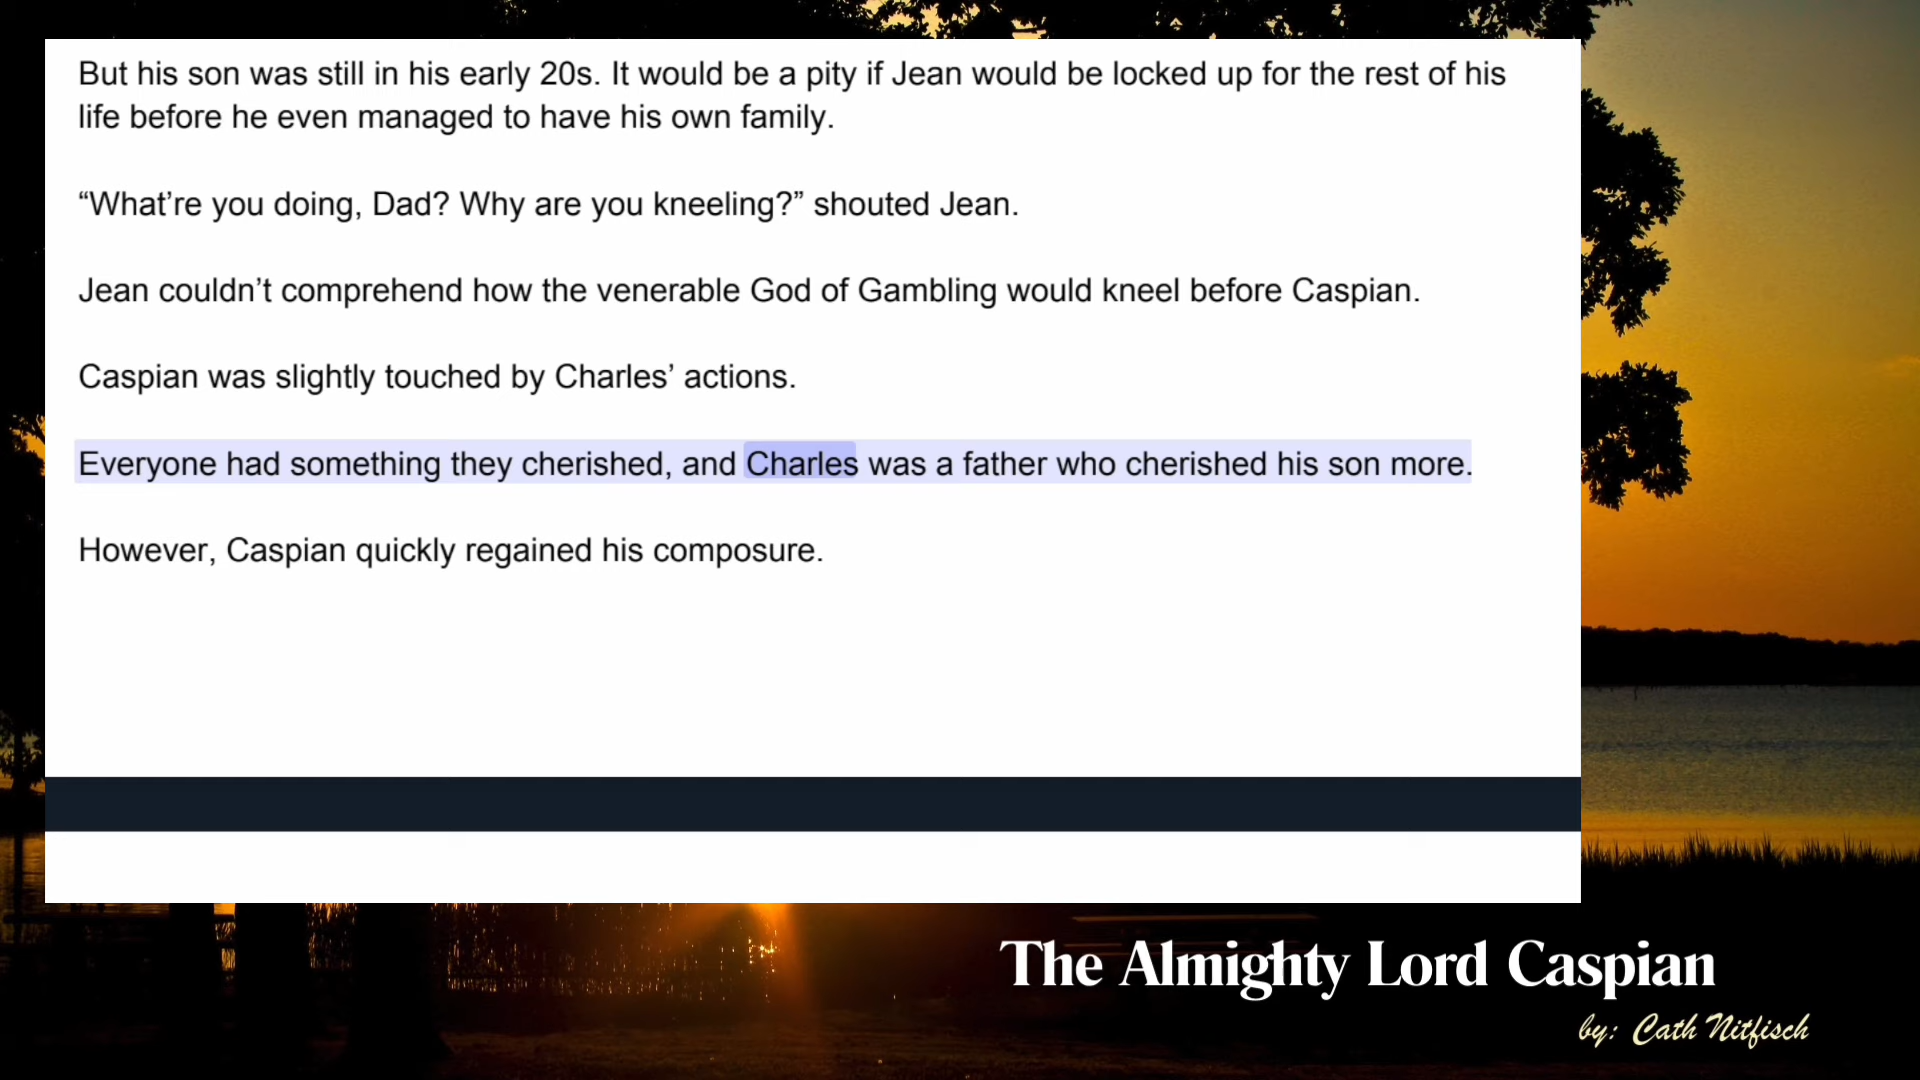 But his son was still in his early 20s. It would be a pity if Jean would be locked up for the rest of his
life before he even managed to have his own family.
“What’re you doing, Dad? Why are you kneeling?” shouted Jean.
Jean couldn’t comprehend how the venerable God of Gambling would kneel before Caspian.
Caspian was slightly touched by Charles’ actions.
Everyone had something they cherished, and Charles was a father who cherished his son more.
However, Caspian quickly regained his composure.
The Almighty Lord Caspian
by: Cath Nitfisch